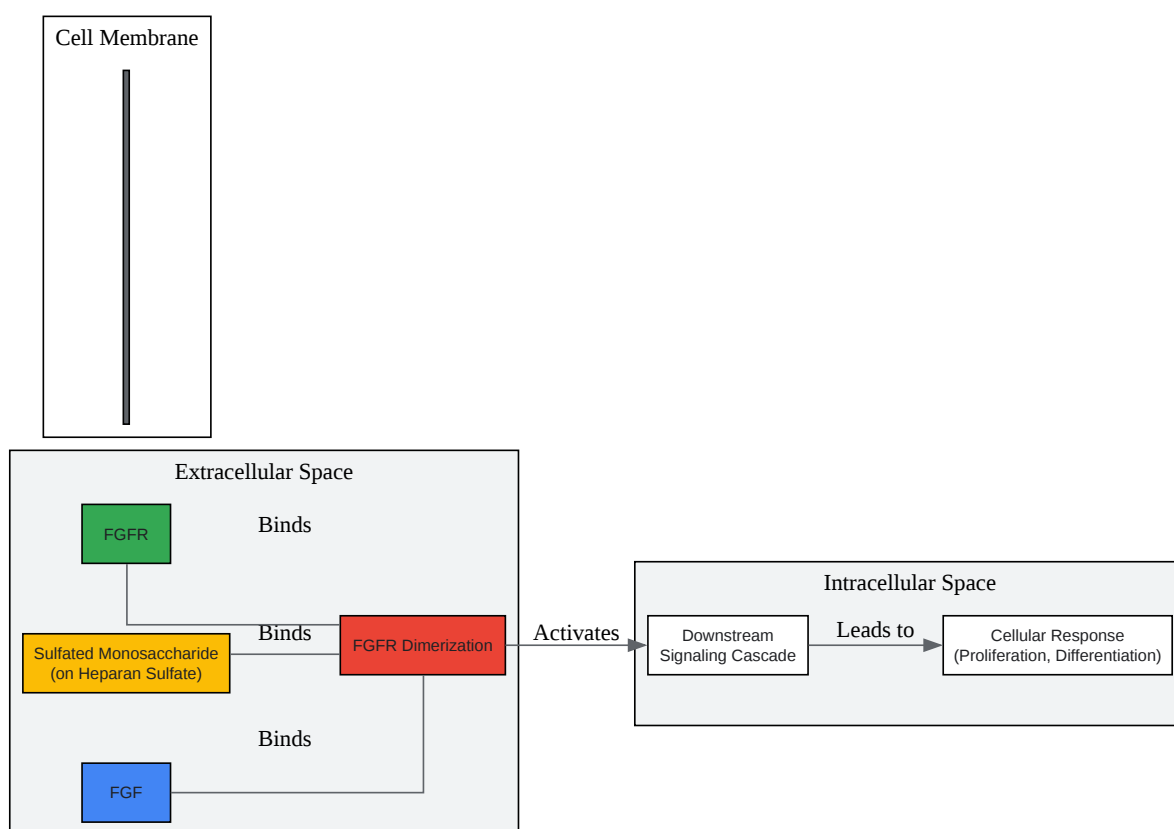 Cell Membrane
Extracellular Space
FGFR
Binds
Sulfated Monosaccharide
(on Heparan Sulfate)
Binds
FGFR Dimerization
Binds
FGF
Activates
Intracellular Space
Downstream
Signaling Cascade
Leads to
Cellular Response
(Proliferation, Differentiation)